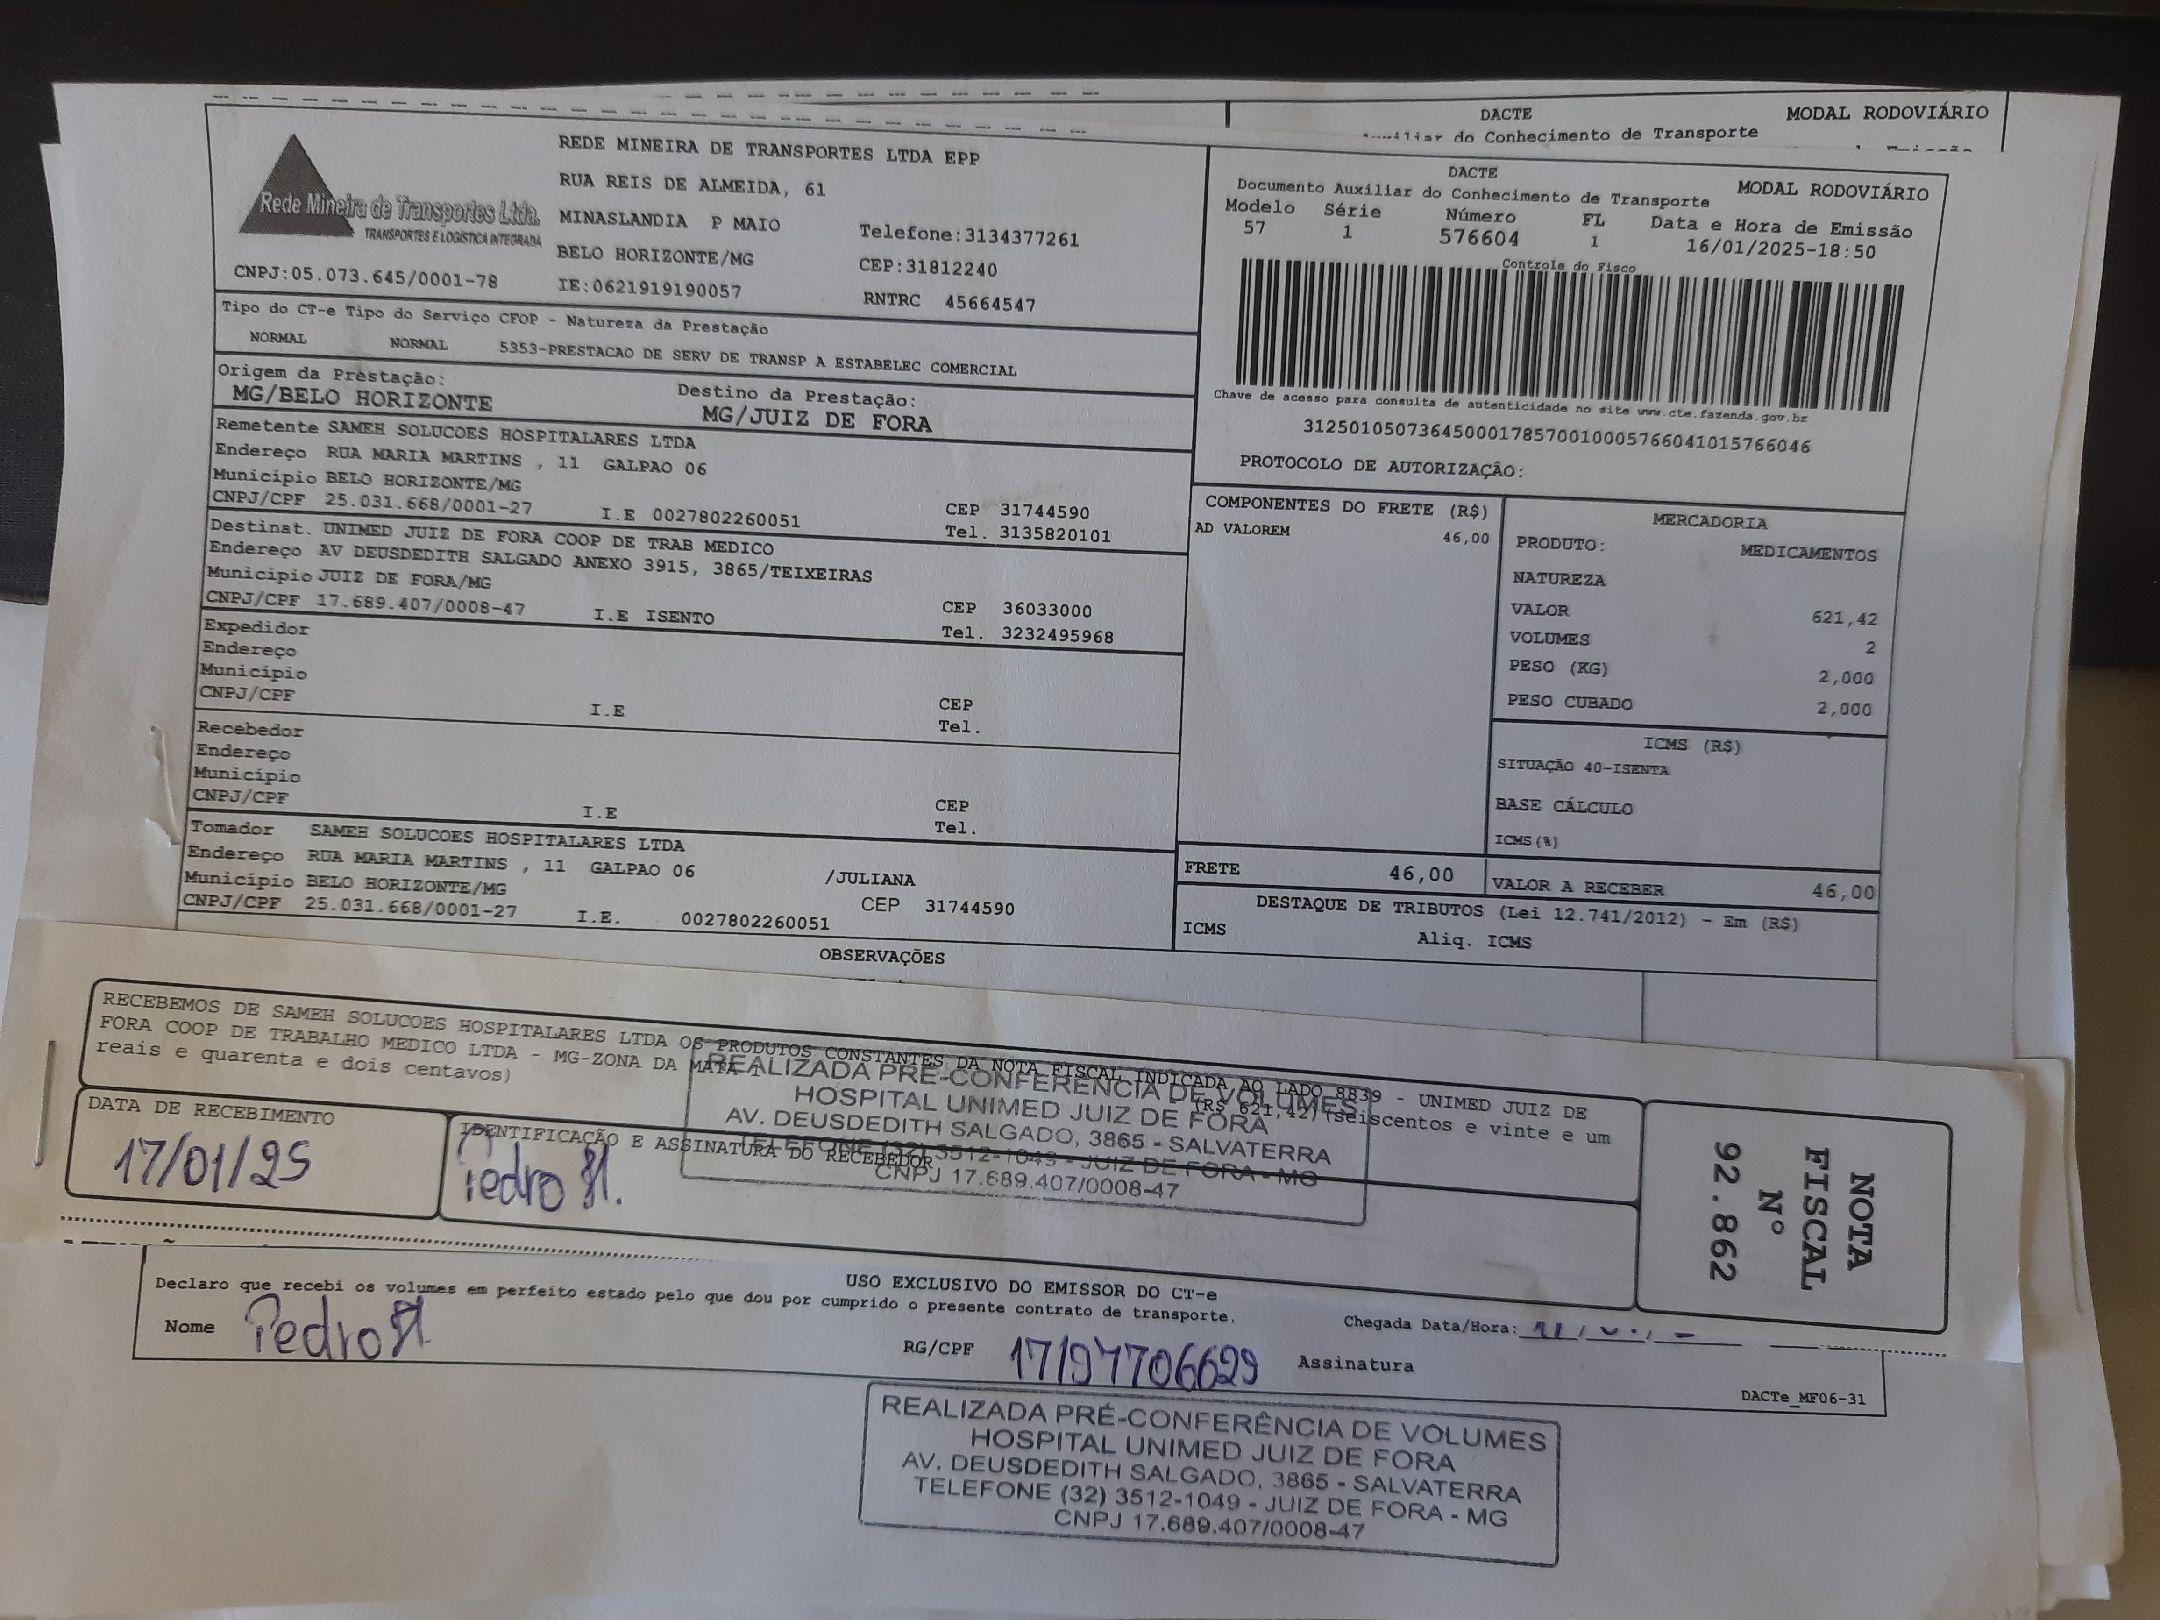 DACTE
MODAL RODOVIÁRIO
do Conhecimento de Transporte
Rede Mineira de Transportes Ltda.
TRANSPORTES E LOGÍSTICA INTEGRADA
CNPJ:05.073.645/0001-78
REDE MINEIRA DE TRANSPORTES LTDA EPP
RUA REIS DE ALMEIDA, 61
MINASLANDIA P MAIO
Telefone:3134377261
BELO HORIZONTE/MG
CEP:31812240
IE:0621919190057
RNTRC 45664547
DACTE
MODAL RODOVIÁRIO
Documento Auxiliar do Conhecimento de Transporte
Modelo Série Número FL Data e Hora de Emissão
57 1 576604 1 16/01/2025-18:50
Controle do Fisco
Chave de acesso para consulta de autenticidade no site www.cte.fazenda.gov.br
31250105073645000178570010005766041015766046
PROTOCOLO DE AUTORIZAÇÃO:
Tipo do CT-e Tipo do Serviço CFOP - Natureza da Prestação
NORMAL NORMAL 5353-PRESTACAO DE SERV DE TRANSP A ESTABELEC COMERCIAL
Origem da Prestação: Destino da Prestação:
MG/BELO HORIZONTE MG/JUIZ DE FORA
Remetente SAMEH SOLUCOES HOSPITALARES LTDA
Endereço RUA MARIA MARTINS , 11 GALPAO 06
Município BELO HORIZONTE/MG CEP 31744590
CNPJ/CPF 25.031.668/0001-27 I.E 0027802260051 Tel. 3135820101
Destinat. UNIMED JUIZ DE FORA COOP DE TRAB MEDICO
Endereço AV DEUSDEDITH SALGADO ANEXO 3915, 3865/TEIXEIRAS
Município JUIZ DE FORA/MG CEP 36033000
CNPJ/CPF 17.689.407/0008-47 I.E ISENTO Tel. 3232495968
Expedidor
Endereço
Município CEP
CNPJ/CPF I.E Tel.
Recebedor
Endereço
Município CEP
CNPJ/CPF I.E Tel.
Tomador SAMEH SOLUCOES HOSPITALARES LTDA
Endereço RUA MARIA MARTINS , 11 GALPAO 06 /JULIANA
Município BELO HORIZONTE/MG CEP 31744590
CNPJ/CPF 25.031.668/0001-27 I.E. 0027802260051
COMPONENTES DO FRETE (R$)
AD VALOREM 46,00
MERCADORIA
PRODUTO: MEDICAMENTOS
NATUREZA
VALOR 621,42
VOLUMES 2
PESO (KG) 2,000
PESO CUBADO 2,000
ICMS (R$)
SITUAÇÃO 40-ISENTA
BASE CÁLCULO
ICMS(%)
FRETE 46,00 VALOR A RECEBER 46,00
DESTAQUE DE TRIBUTOS (Lei 12.741/2012) - Em (R$)
ICMS Aliq. ICMS
OBSERVAÇÕES
RECEBEMOS DE SAMEH SOLUCOES HOSPITALARES LTDA OS PRODUTOS CONSTANTES DA NOTA FISCAL INDICADA AO LADO 8839 - UNIMED JUIZ DE
FORA COOP DE TRABALHO MEDICO LTDA - MG-ZONA DA MATA (R$ 621,42) (seiscentos e vinte e um
reais e quarenta e dois centavos)
DATA DE RECEBIMENTO
17/01/25
IDENTIFICAÇÃO E ASSINATURA DO RECEBEDOR
Pedro H.
REALIZADA PRÉ-CONFERÊNCIA DE VOLUMES
HOSPITAL UNIMED JUIZ DE FORA
AV. DEUSDEDITH SALGADO, 3865 - SALVATERRA
TELEFONE (32) 3512-1049 - JUIZ DE FORA - MG
CNPJ 17.689.407/0008-47
NOTA
FISCAL
Nº
92.862
USO EXCLUSIVO DO EMISSOR DO CT-e
Declaro que recebi os volumes em perfeito estado pelo que dou por cumprido o presente contrato de transporte.
Nome Pedro H RG/CPF 17197706629 Assinatura
Chegada Data/Hora:
DACTe_MF06-31
REALIZADA PRÉ-CONFERÊNCIA DE VOLUMES
HOSPITAL UNIMED JUIZ DE FORA
AV. DEUSDEDITH SALGADO, 3865 - SALVATERRA
TELEFONE (32) 3512-1049 - JUIZ DE FORA - MG
CNPJ 17.689.407/0008-47